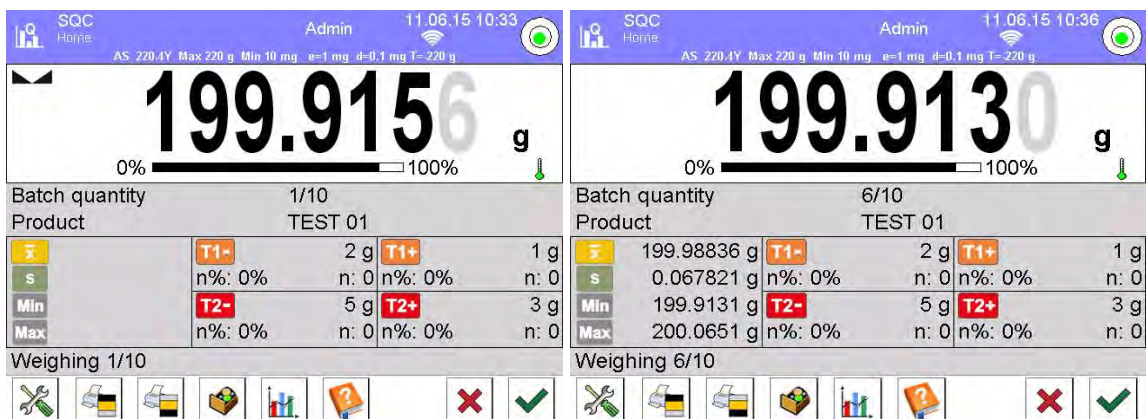 SQC
Home
Admin
11.06.15 10:33
AS 220.4Y Max 220 g Min 10 mg e=1 mg d=0.1 mg T=-220 g
199.9156 g
0% 100%
Batch quantity 1/10
Product TEST 01
x T1- 2 g T1+ 1 g
s n%: 0% n: 0 n%: 0% n: 0
Min T2- 5 g T2+ 3 g
Max n%: 0% n: 0 n%: 0% n: 0
Weighing 1/10
SQC
Home
Admin
11.06.15 10:36
AS 220.4Y Max 220 g Min 10 mg e=1 mg d=0.1 mg T=-220 g
199.9130 g
0% 100%
Batch quantity 6/10
Product TEST 01
x 199.98836 g T1- 2 g T1+ 1 g
s 0.067821 g n%: 0% n: 0 n%: 0% n: 0
Min 199.9131 g T2- 5 g T2+ 3 g
Max 200.0651 g n%: 0% n: 0 n%: 0% n: 0
Weighing 6/10